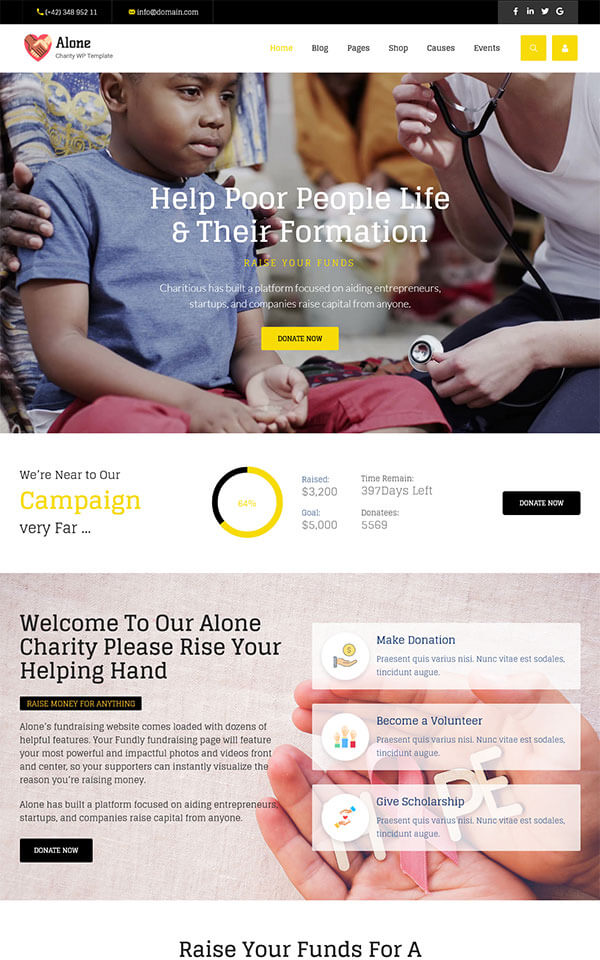 (+42) 348 952 11
info@domain.com
Alone
Charity WP Template
Home
Blog
Pages
Shop
Causes
Events
Help Poor People Life
& Their Formation
RAISE YOUR FUNDS
Charitious has built a platform focused on aiding entrepreneurs,
startups, and companies raise capital from anyone.
DONATE NOW
We're Near to Our
Campaign
very Far ...
64%
Raised:
$3,200
Goal:
$5,000
Time Remain:
397Days Left
Donatees:
5569
DONATE NOW
Welcome To Our Alone
Charity Please Rise Your
Helping Hand
RAISE MONEY FOR ANYTHING
Alone's fundraising website comes loaded with dozens of
helpful features. Your Fundly fundraising page will feature
your most powerful and impactful photos and videos front
and center, so your supporters can instantly visualize the
reason you're raising money.
Alone has built a platform focused on aiding entrepreneurs,
startups, and companies raise capital from anyone.
DONATE NOW
Make Donation
Praesent quis varius nisi. Nunc vitae est sodales,
tincidunt augue.
Become a Volunteer
Praesent quis varius nisi. Nunc vitae est sodales,
tincidunt augue.
Give Scholarship
Praesent quis varius nisi. Nunc vitae est sodales,
tincidunt augue.
HOPE
Raise Your Funds For A